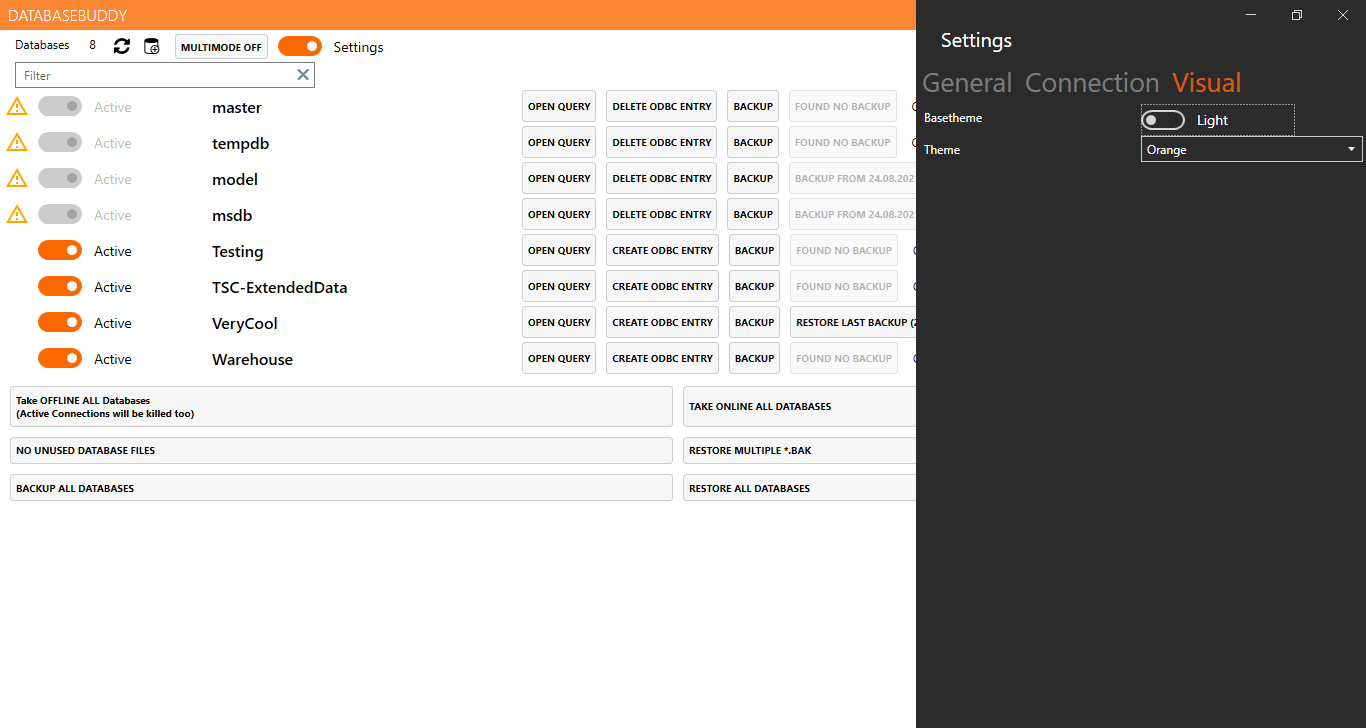 DATABASEBUDDY
Databases 8 MULTIMODE OFF Settings
Filter
Active master OPEN QUERY DELETE ODBC ENTRY BACKUP FOUND NO BACKUP
Active tempdb OPEN QUERY DELETE ODBC ENTRY BACKUP FOUND NO BACKUP
Active model OPEN QUERY DELETE ODBC ENTRY BACKUP BACKUP FROM 24.08.202
Active msdb OPEN QUERY DELETE ODBC ENTRY BACKUP BACKUP FROM 24.08.202
Active Testing OPEN QUERY CREATE ODBC ENTRY BACKUP FOUND NO BACKUP
Active TSC-ExtendedData OPEN QUERY CREATE ODBC ENTRY BACKUP FOUND NO BACKUP
Active VeryCool OPEN QUERY CREATE ODBC ENTRY BACKUP RESTORE LAST BACKUP (2
Active Warehouse OPEN QUERY CREATE ODBC ENTRY BACKUP FOUND NO BACKUP
Take OFFLINE ALL Databases
(Active Connections will be killed too)
TAKE ONLINE ALL DATABASES
NO UNUSED DATABASE FILES
RESTORE MULTIPLE *.BAK
BACKUP ALL DATABASES
RESTORE ALL DATABASES
Settings
General Connection Visual
Basetheme Light
Theme Orange